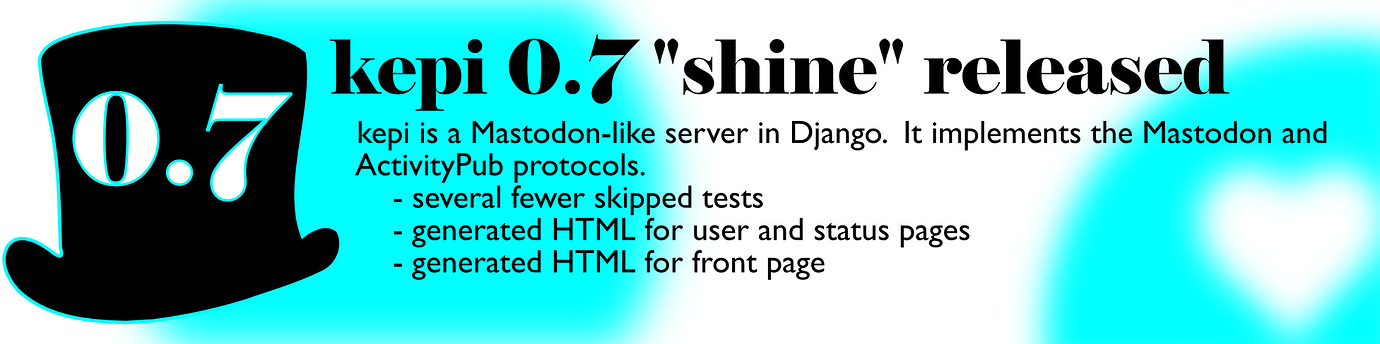 0.7
kepi 0.7 "shine" released
kepi is a Mastodon-like server in Django.  It implements the Mastodon and
ActivityPub protocols.
- several fewer skipped tests
- generated HTML for user and status pages
- generated HTML for front page